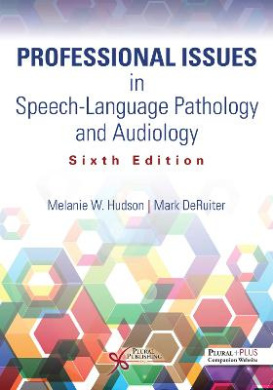 PROFESSIONAL ISSUES
in
Speech-Language Pathology
and Audiology
Sixth Edition
Melanie W. Hudson | Mark DeRuiter
PLURAL
PUBLISHING
PLURAL+PLUS
Companion Website